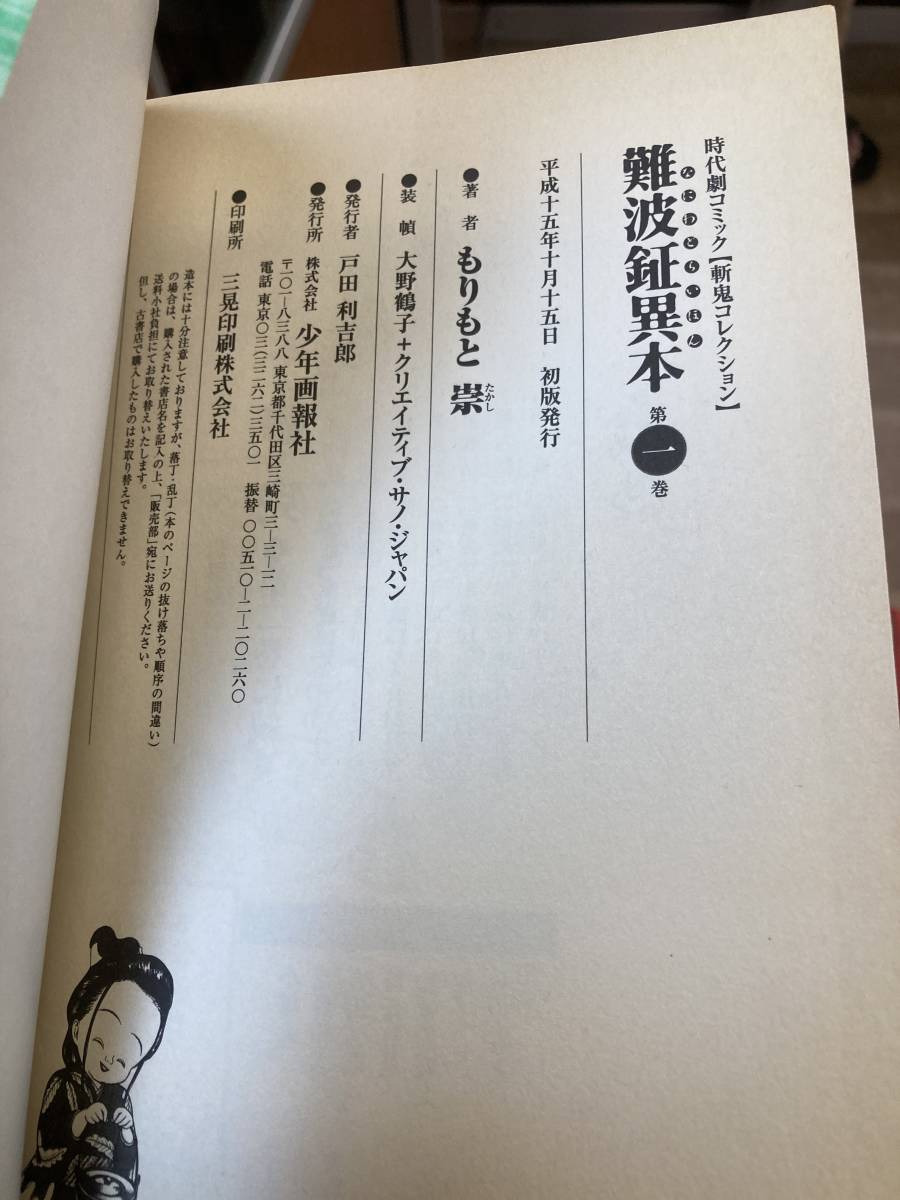 時代劇コミック【斬鬼コレクション】
難波鉦異本 第一巻
なにわどらいほん
平成十五年十月十五日 初版発行
●著者 もりもと 崇
たかし
●装幀 大野鶴子＋クリエイティブ・サノ・ジャパン
●発行者 戸田 利吉郎
●発行所 株式会社 少年画報社
〒一〇一―八三八八 東京都千代田区三崎町三―三―一二
電話 東京〇三(三二六二)三五〇一 振替 〇〇五一〇―二―一二〇二六〇
●印刷所 三晃印刷株式会社
造本には十分注意しておりますが、落丁・乱丁(本のページの抜け落ちや順序の間違い)
の場合は、購入された書店名を記入の上、「販売部」宛にお送りください。
送料小社負担にてお取り替えいたします。
但し、古書店で購入したものはお取り替えできません。